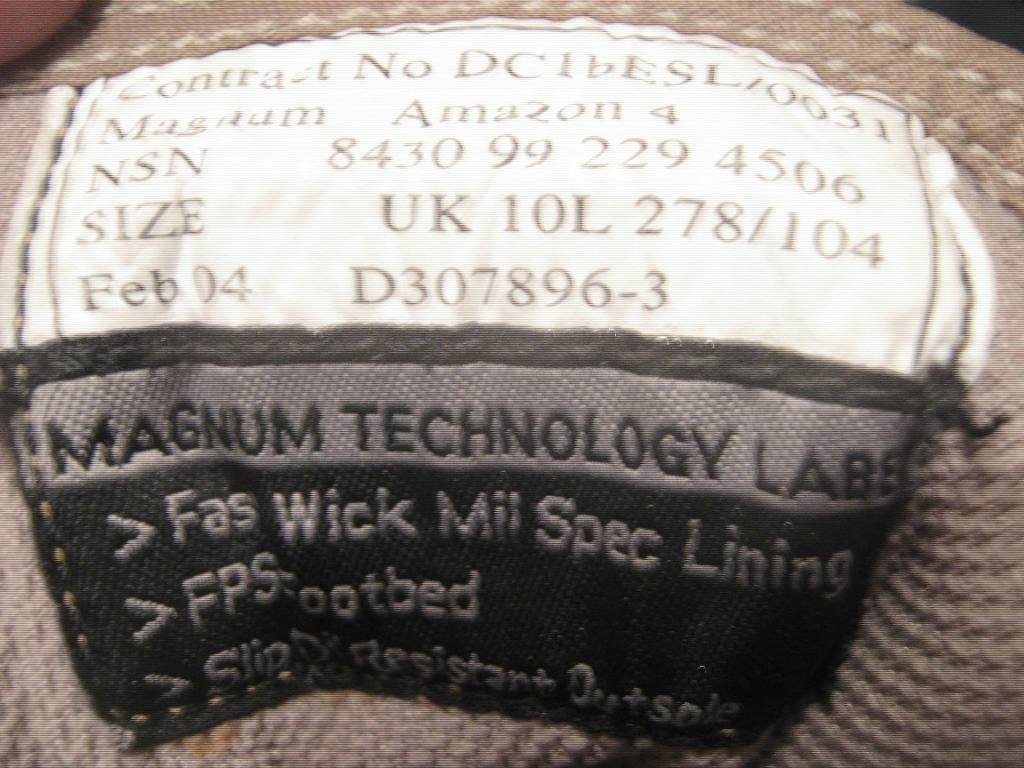 Contract No DC1bESL/0031
Magnum Amazon 4
NSN 8430 99 229 4506
SIZE UK 10L 278/104
Feb 04 D307896-3
MAGNUM TECHNOLOGY LABE
> Fas Wick Mil Spec Lining
> FPS ootbed
> Slip Resistant Outsole